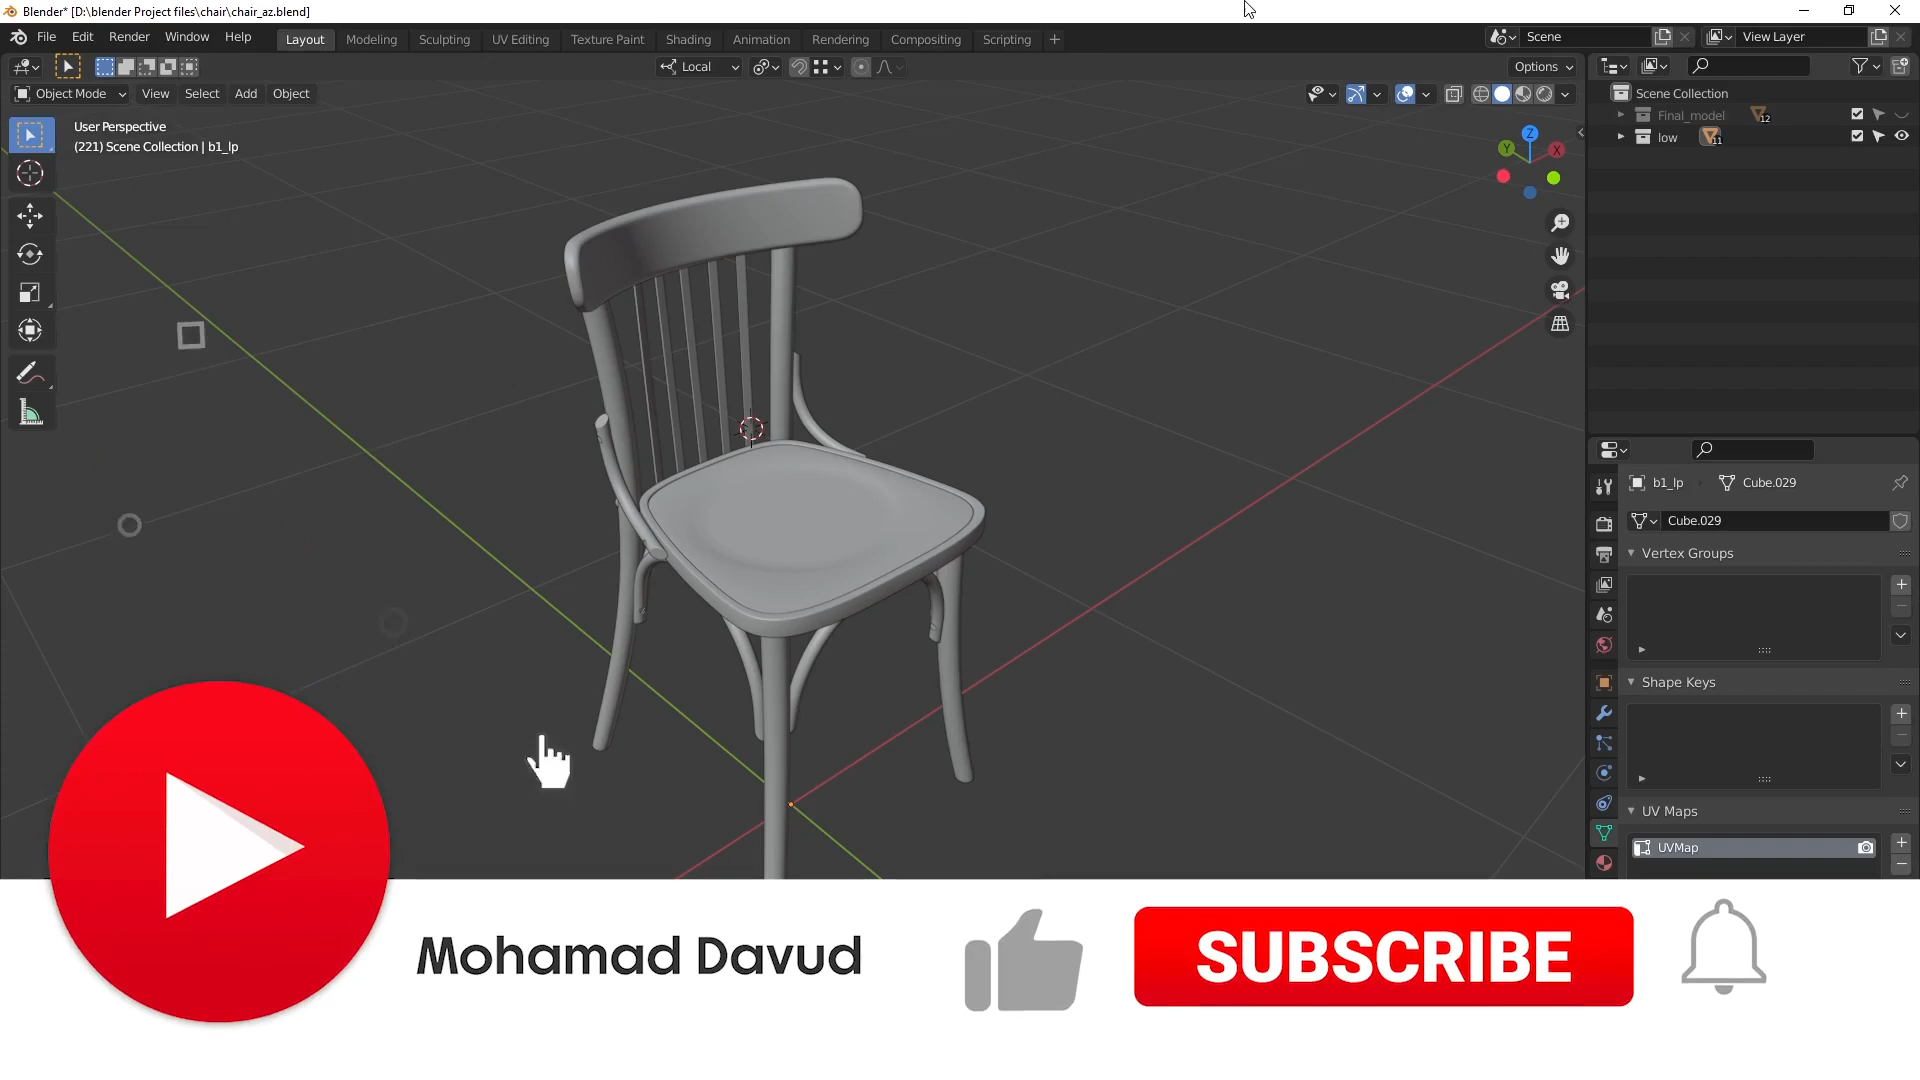 Blender* [D:\blender Project files\chair\chair_az.blend]
File Edit Render Window Help Layout Modeling Sculpting UV Editing Texture Paint Shading Animation Rendering Compositing Scripting + Scene View Layer
Local Options
Object Mode View Select Add Object
Scene Collection
User Perspective
(221) Scene Collection | b1_lp
Final_model 12
low 11
Z
Y X
b1_lp Cube.029
Cube.029
Vertex Groups
Shape Keys
UV Maps
UVMap
Mohamad Davud
SUBSCRIBE